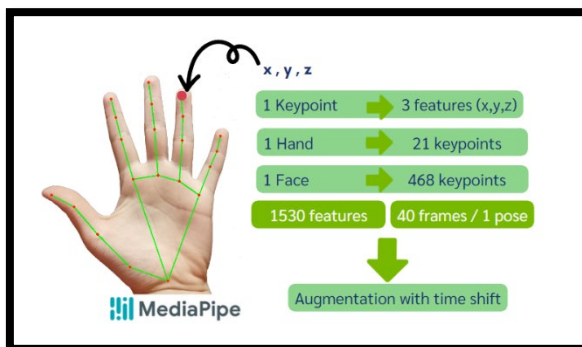 x , y , z
1 Keypoint
3 features (x,y,z)
1 Hand
21 keypoints
1 Face
468 keypoints
1530 features
40 frames / 1 pose
Augmentation with time shift
MediaPipe